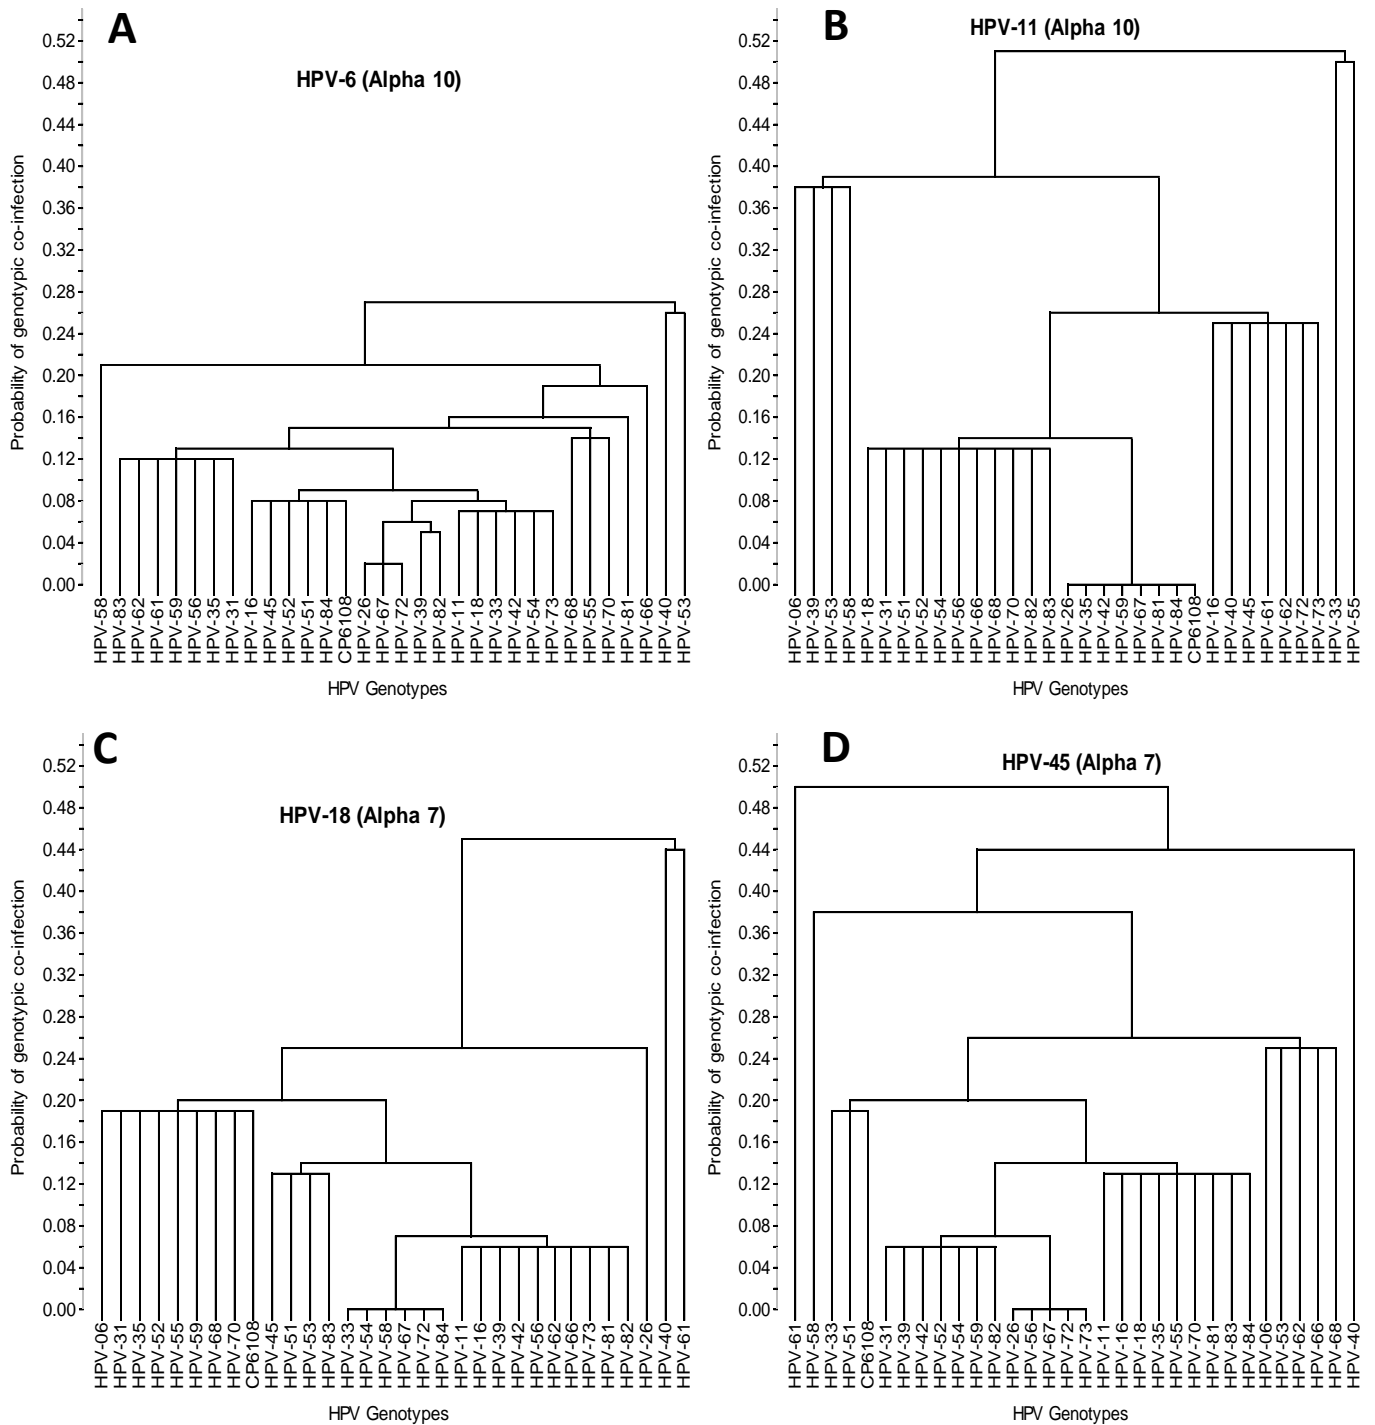 A
HPV-6 (Alpha 10)
Probability of genotypic co-infection
0.52
0.48
0.44
0.40
0.36
0.32
0.28
0.24
0.20
0.16
0.12
0.08
0.04
0.00
HPV-58
HPV-83
HPV-62
HPV-61
HPV-59
HPV-56
HPV-35
HPV-31
HPV-16
HPV-45
HPV-52
HPV-51
HPV-84
CP6108
HPV-26
HPV-67
HPV-72
HPV-39
HPV-82
HPV-11
HPV-18
HPV-33
HPV-42
HPV-54
HPV-73
HPV-68
HPV-55
HPV-70
HPV-81
HPV-66
HPV-40
HPV-53
HPV Genotypes
B
HPV-11 (Alpha 10)
Probability of genotypic co-infection
0.52
0.48
0.44
0.40
0.36
0.32
0.28
0.24
0.20
0.16
0.12
0.08
0.04
0.00
HPV-06
HPV-39
HPV-53
HPV-58
HPV-18
HPV-31
HPV-51
HPV-52
HPV-54
HPV-56
HPV-66
HPV-68
HPV-70
HPV-82
HPV-83
HPV-26
HPV-35
HPV-42
HPV-59
HPV-67
HPV-81
HPV-84
CP6108
HPV-16
HPV-40
HPV-45
HPV-61
HPV-62
HPV-72
HPV-73
HPV-33
HPV-55
HPV Genotypes
C
HPV-18 (Alpha 7)
Probability of genotypic co-infection
0.52
0.48
0.44
0.40
0.36
0.32
0.28
0.24
0.20
0.16
0.12
0.08
0.04
0.00
HPV-06
HPV-31
HPV-35
HPV-52
HPV-55
HPV-59
HPV-68
HPV-70
CP6108
HPV-45
HPV-51
HPV-53
HPV-83
HPV-33
HPV-54
HPV-58
HPV-67
HPV-72
HPV-84
HPV-11
HPV-16
HPV-39
HPV-42
HPV-56
HPV-62
HPV-66
HPV-73
HPV-81
HPV-82
HPV-26
HPV-40
HPV-61
HPV Genotypes
D
HPV-45 (Alpha 7)
Probability of genotypic co-infection
0.52
0.48
0.44
0.40
0.36
0.32
0.28
0.24
0.20
0.16
0.12
0.08
0.04
0.00
HPV-61
HPV-58
HPV-33
HPV-51
CP6108
HPV-31
HPV-39
HPV-42
HPV-52
HPV-54
HPV-59
HPV-82
HPV-26
HPV-56
HPV-67
HPV-72
HPV-73
HPV-11
HPV-16
HPV-18
HPV-35
HPV-55
HPV-70
HPV-81
HPV-83
HPV-84
HPV-06
HPV-53
HPV-62
HPV-66
HPV-68
HPV-40
HPV Genotypes